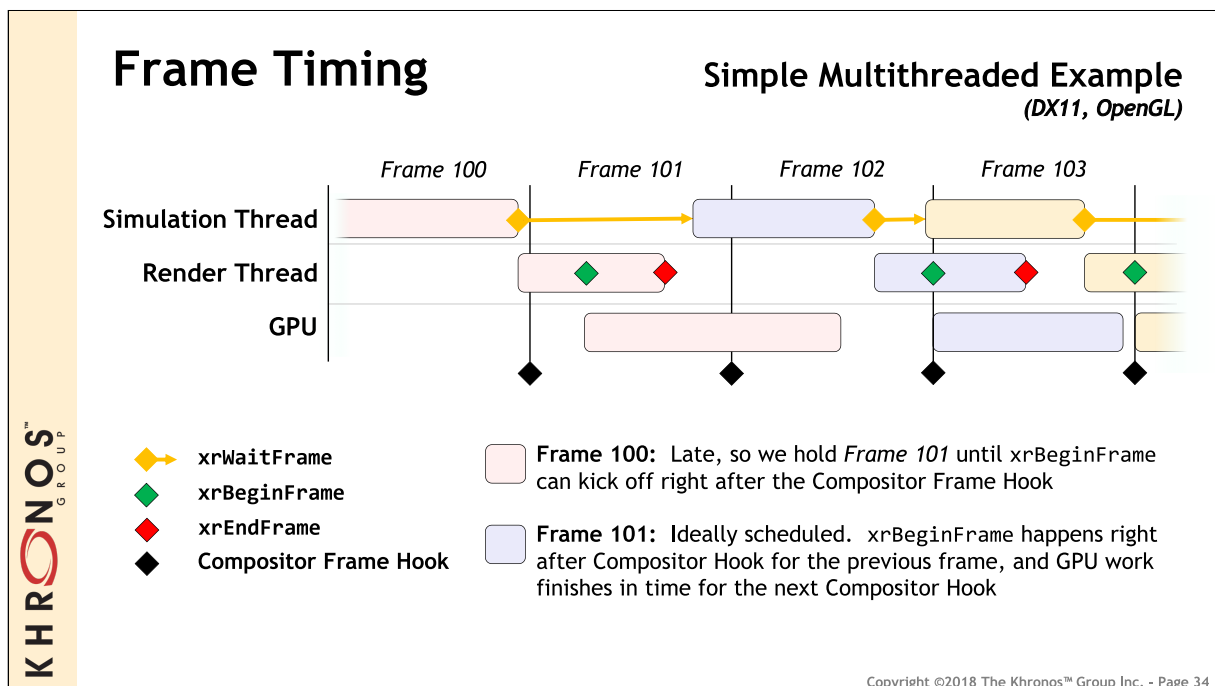 Frame Timing
Simple Multithreaded Example
(DX11, OpenGL)
Frame 100 Frame 101 Frame 102 Frame 103
Simulation Thread
Render Thread
GPU
xrWaitFrame
xrBeginFrame
xrEndFrame
Compositor Frame Hook
Frame 100: Late, so we hold Frame 101 until xrBeginFrame
can kick off right after the Compositor Frame Hook
Frame 101: Ideally scheduled. xrBeginFrame happens right
after Compositor Hook for the previous frame, and GPU work
finishes in time for the next Compositor Hook
KHRONOS™
GROUP
Copyright ©2018 The Khronos™ Group Inc. - Page 34